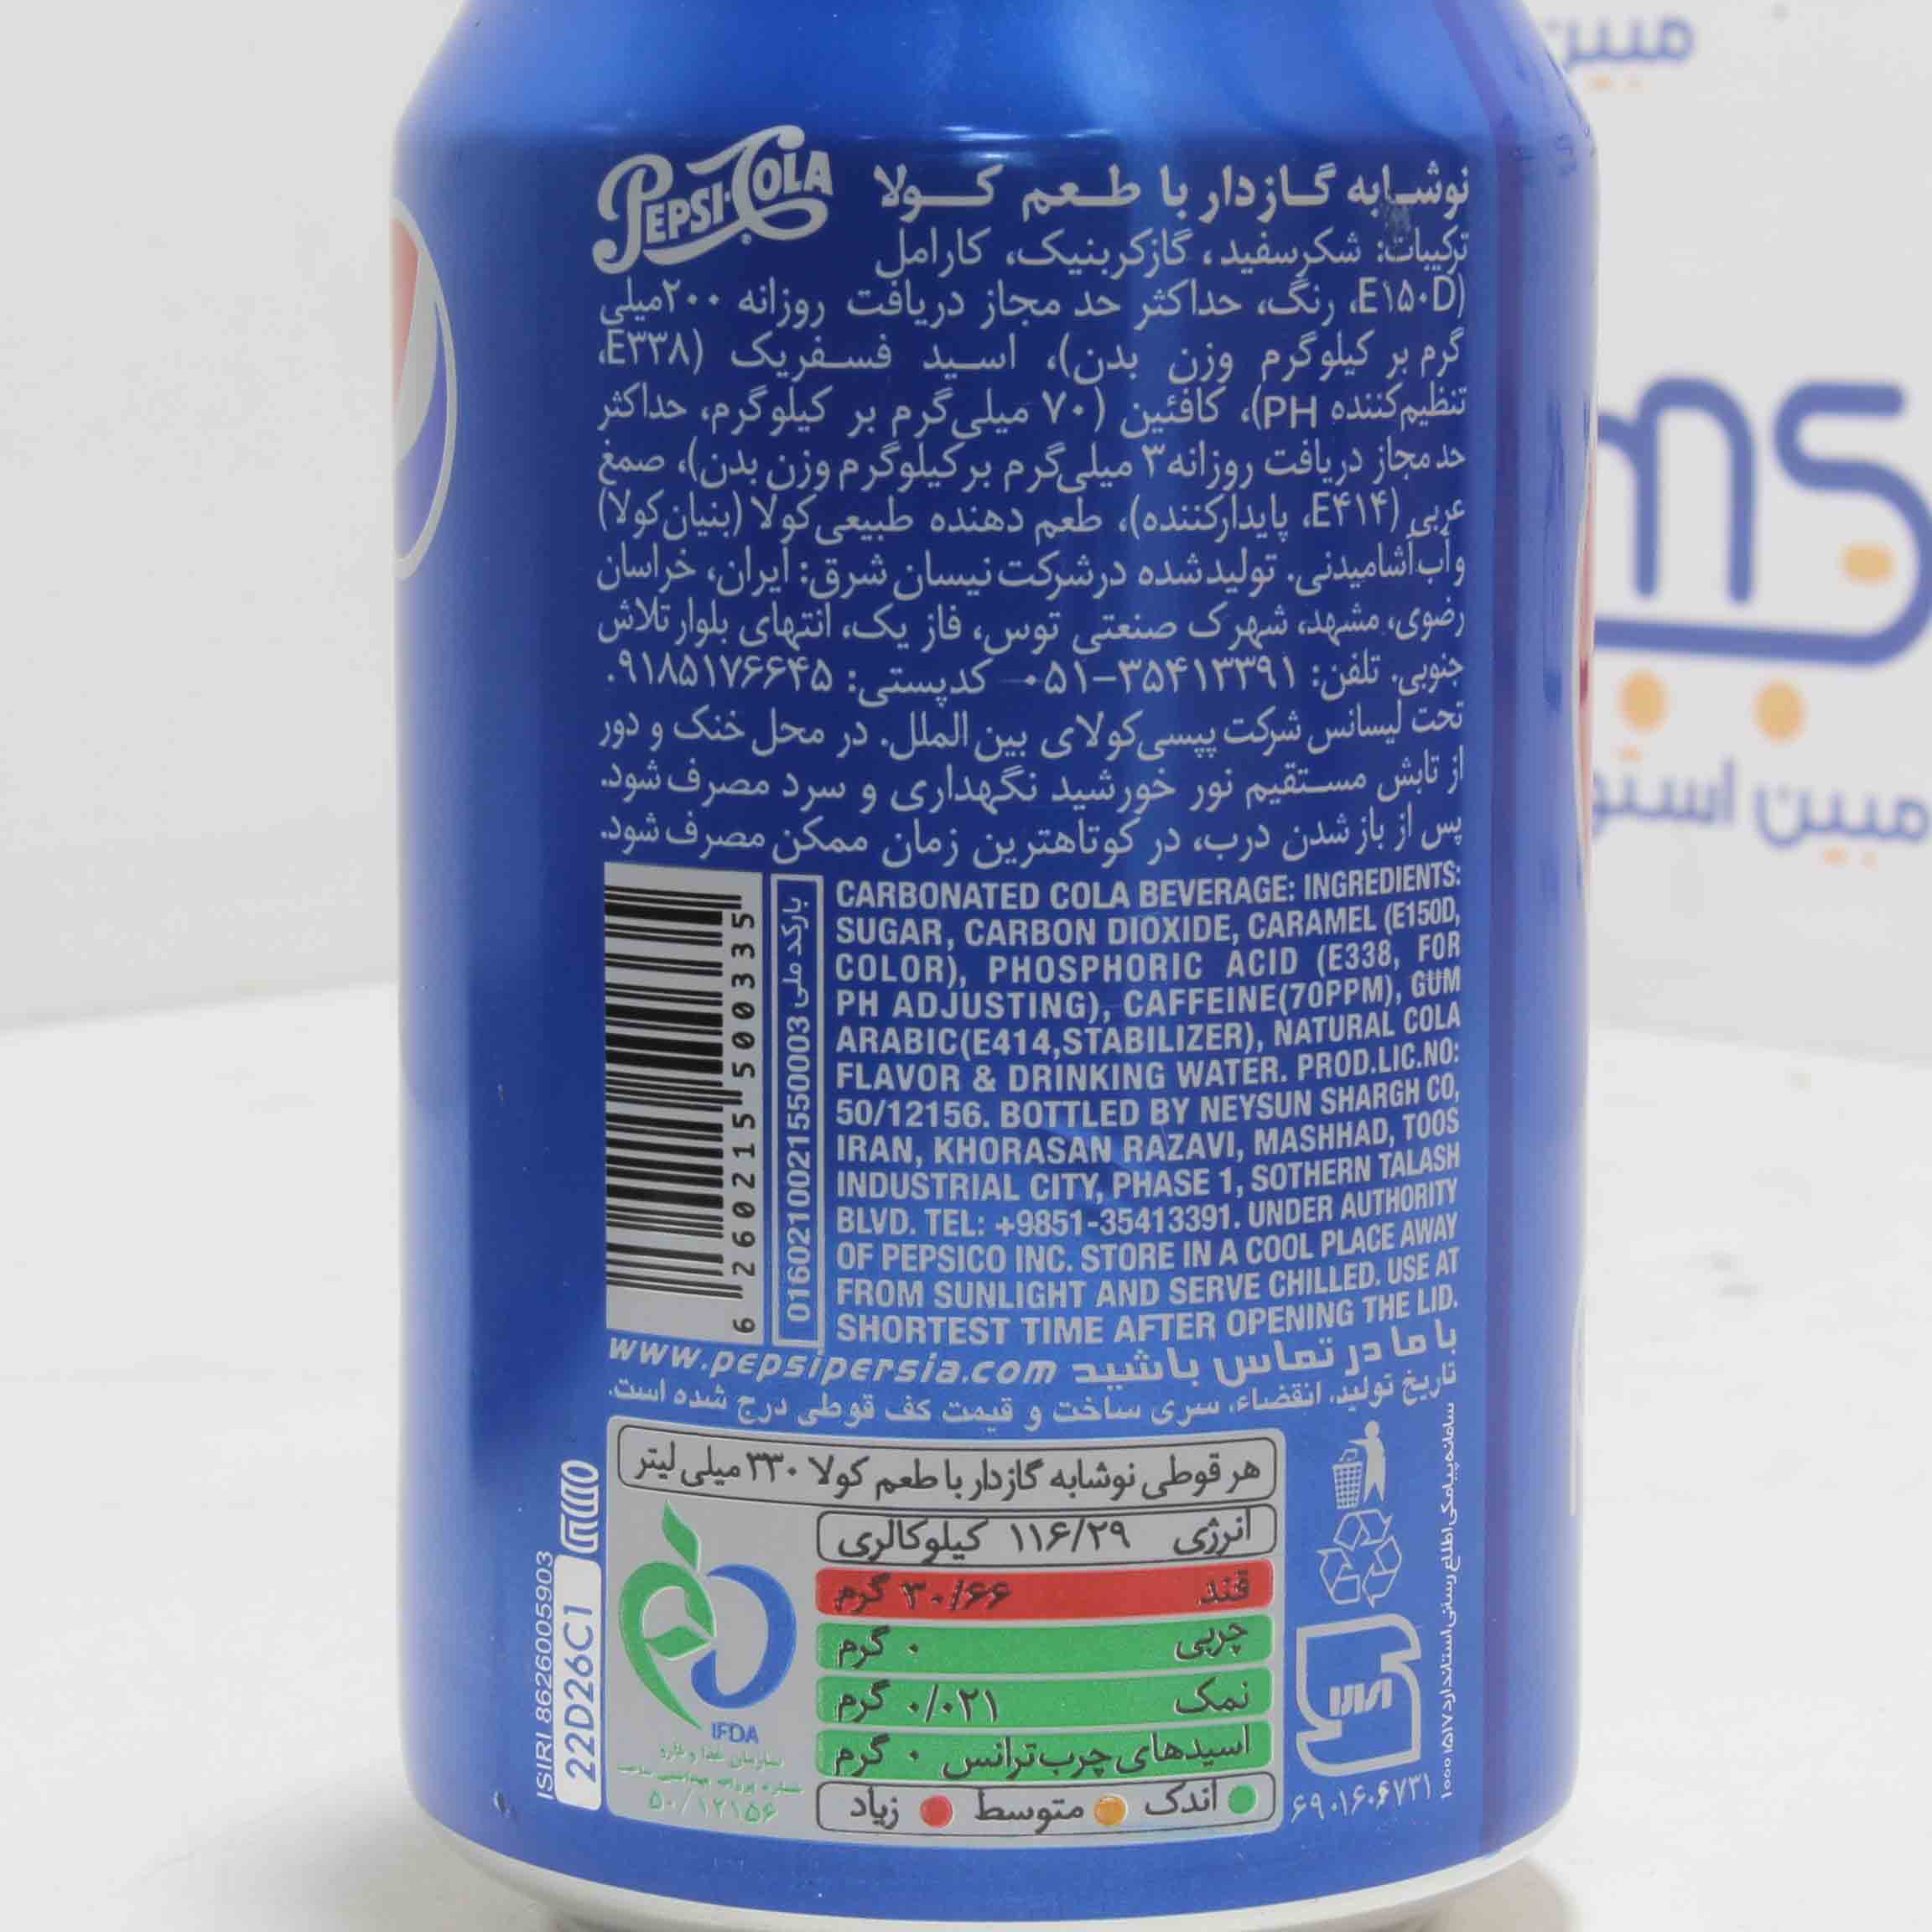 PEPSI-COLA
نوشابه گازدار با طعم کولا
ترکیبات: شکرسفید، گازکربنیک، کارامل
(E۱۵۰D، رنگ، حداکثر حد مجاز دریافت روزانه ۲۰۰میلی
گرم بر کیلوگرم وزن بدن)، اسید فسفریک (E۳۳۸،
تنظیم‌کننده PH)، کافئین (۷۰ میلی‌گرم بر کیلوگرم، حداکثر
حد مجاز دریافت روزانه۳ میلی‌گرم برکیلوگرم وزن بدن)، صمغ
عربی (E۴۱۴، پایدارکننده)، طعم دهنده طبیعی‌کولا (بنیان‌کولا)
وآب‌آشامیدنی. تولیدشده درشرکت نیسان شرق: ایران، خراسان
رضوی، مشهد، شهرک صنعتی توس، فاز یک، انتهای بلوار تلاش
جنوبی. تلفن: ۳۵۴۱۳۳۹۱-۰۵۱ کدپستی: ۹۱۸۵۱۷۶۶۴۵.
تحت لیسانس شرکت پپسی‌کولای بین‌الملل. در محل خنک و دور
از تابش مستقیم نور خورشید نگهداری و سرد مصرف شود.
پس از باز شدن درب، در کوتاهترین زمان ممکن مصرف شود.
CARBONATED COLA BEVERAGE: INGREDIENTS:
SUGAR, CARBON DIOXIDE, CARAMEL (E150D,
COLOR), PHOSPHORIC ACID (E338, FOR
PH ADJUSTING), CAFFEINE(70PPM), GUM
ARABIC(E414,STABILIZER), NATURAL COLA
FLAVOR & DRINKING WATER. PROD.LIC.NO:
50/12156. BOTTLED BY NEYSUN SHARGH CO,
IRAN, KHORASAN RAZAVI, MASHHAD, TOOS
INDUSTRIAL CITY, PHASE 1, SOTHERN TALASH
BLVD. TEL: +9851-35413391. UNDER AUTHORITY
OF PEPSICO INC. STORE IN A COOL PLACE AWAY
FROM SUNLIGHT AND SERVE CHILLED. USE AT
SHORTEST TIME AFTER OPENING THE LID.
بارکد ملی 0160210021550003
6 260215 500335
با ما در تماس باشید www.pepsipersia.com
تاریخ تولید، انقضاء، سری ساخت و قیمت کف قوطی درج شده است.
هر قوطی نوشابه گازدار با طعم کولا ۳۳۰ میلی لیتر
انرژی ۱۱۶/۲۹ کیلوکالری
قند ۳۰/۶۶ گرم
چربی ۰ گرم
نمک ۰/۰۲۱ گرم
اسیدهای چرب‌ترانس ۰ گرم
اندک متوسط زیاد
IFDA
سازمان غذا و دارو
۵۰/۱۲۱۵۶
سامانه پیامکی اطلاع رسانی استاندارد ۱۰۰۰۱۵۱۷
۶۹۰۱۶۰۶۷۳۱
ISIRI 8626005903
22D26C1
مبین
ms
مبین استو